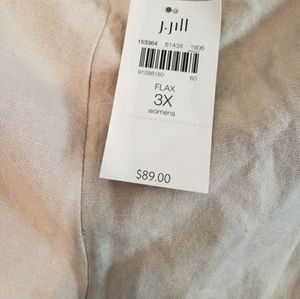 J.Jill
153364 6143X 1906
91098160 60
FLAX
3X
womens
$89.00